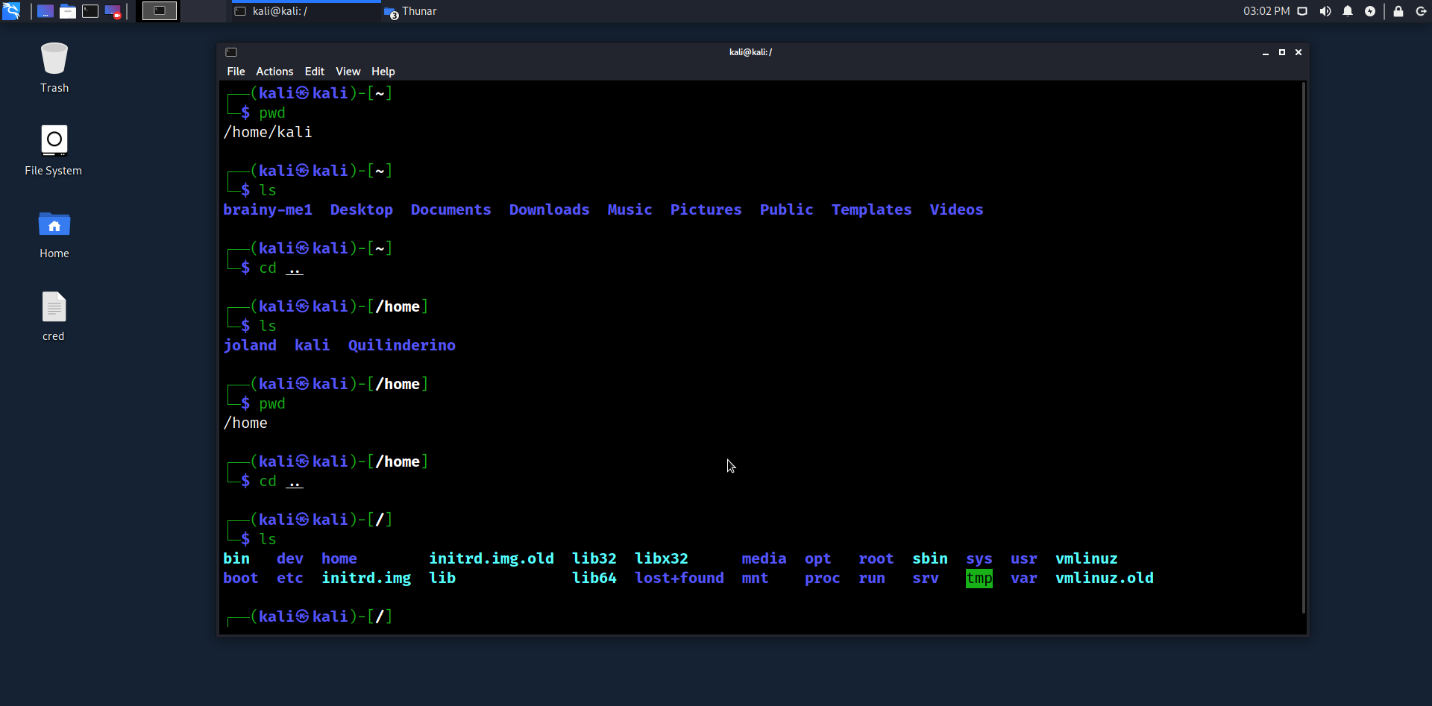 kali@kali: /
3 Thunar
03:02 PM
Trash
File System
Home
cred
kali@kali: /
File Actions Edit View Help
┌──(kali㉿kali)-[~]
└─$ pwd
/home/kali
┌──(kali㉿kali)-[~]
└─$ ls
brainy-me1 Desktop Documents Downloads Music Pictures Public Templates Videos
┌──(kali㉿kali)-[~]
└─$ cd ..
┌──(kali㉿kali)-[/home]
└─$ ls
joland kali Quilinderino
┌──(kali㉿kali)-[/home]
└─$ pwd
/home
┌──(kali㉿kali)-[/home]
└─$ cd ..
┌──(kali㉿kali)-[/]
└─$ ls
bin dev home initrd.img.old lib32 libx32 media opt root sbin sys usr vmlinuz
boot etc initrd.img lib lib64 lost+found mnt proc run srv tmp var vmlinuz.old
┌──(kali㉿kali)-[/]